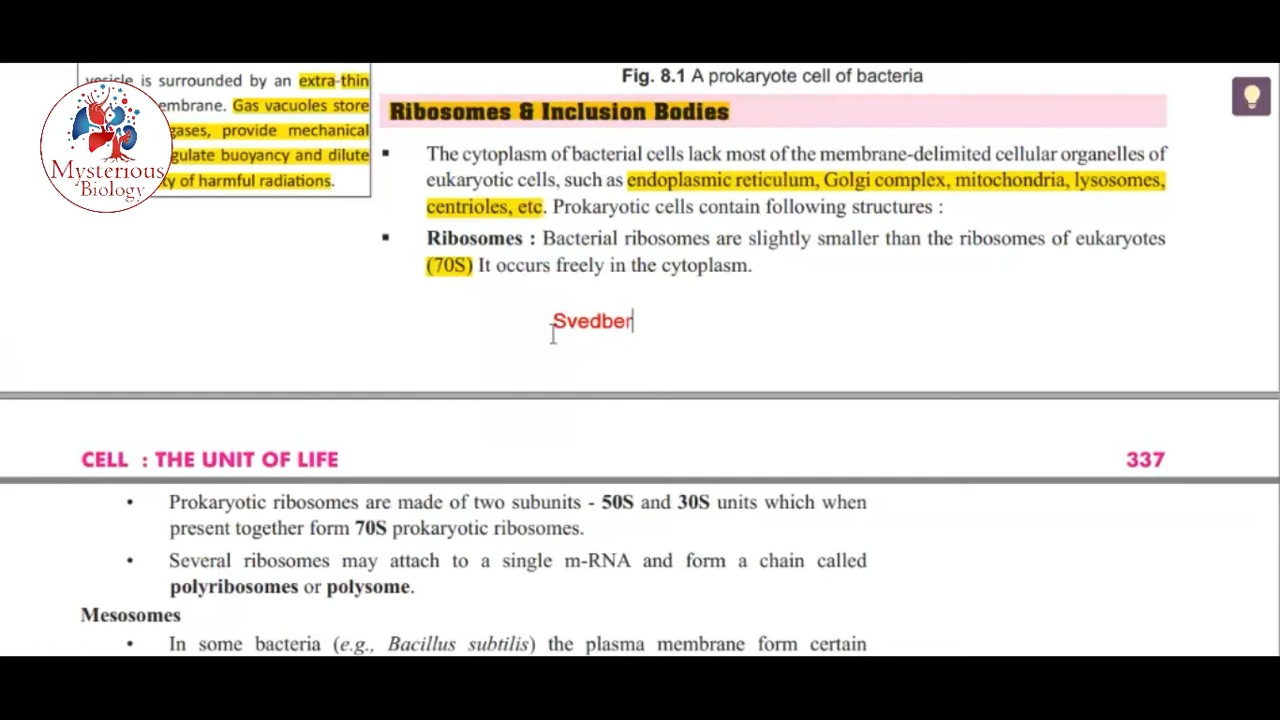 vesicle is surrounded by an extra-thin
embrane. Gas vacuoles store
gases, provide mechanical
gulate buoyancy and dilute
ty of harmful radiations.
Mysterious
Biology
Fig. 8.1 A prokaryote cell of bacteria
Ribosomes & Inclusion Bodies
▪ The cytoplasm of bacterial cells lack most of the membrane-delimited cellular organelles of
eukaryotic cells, such as endoplasmic reticulum, Golgi complex, mitochondria, lysosomes,
centrioles, etc. Prokaryotic cells contain following structures :
▪ Ribosomes : Bacterial ribosomes are slightly smaller than the ribosomes of eukaryotes
(70S) It occurs freely in the cytoplasm.
Svedber
CELL : THE UNIT OF LIFE 337
• Prokaryotic ribosomes are made of two subunits - 50S and 30S units which when
present together form 70S prokaryotic ribosomes.
• Several ribosomes may attach to a single m-RNA and form a chain called
polyribosomes or polysome.
Mesosomes
• In some bacteria (e.g., Bacillus subtilis) the plasma membrane form certain